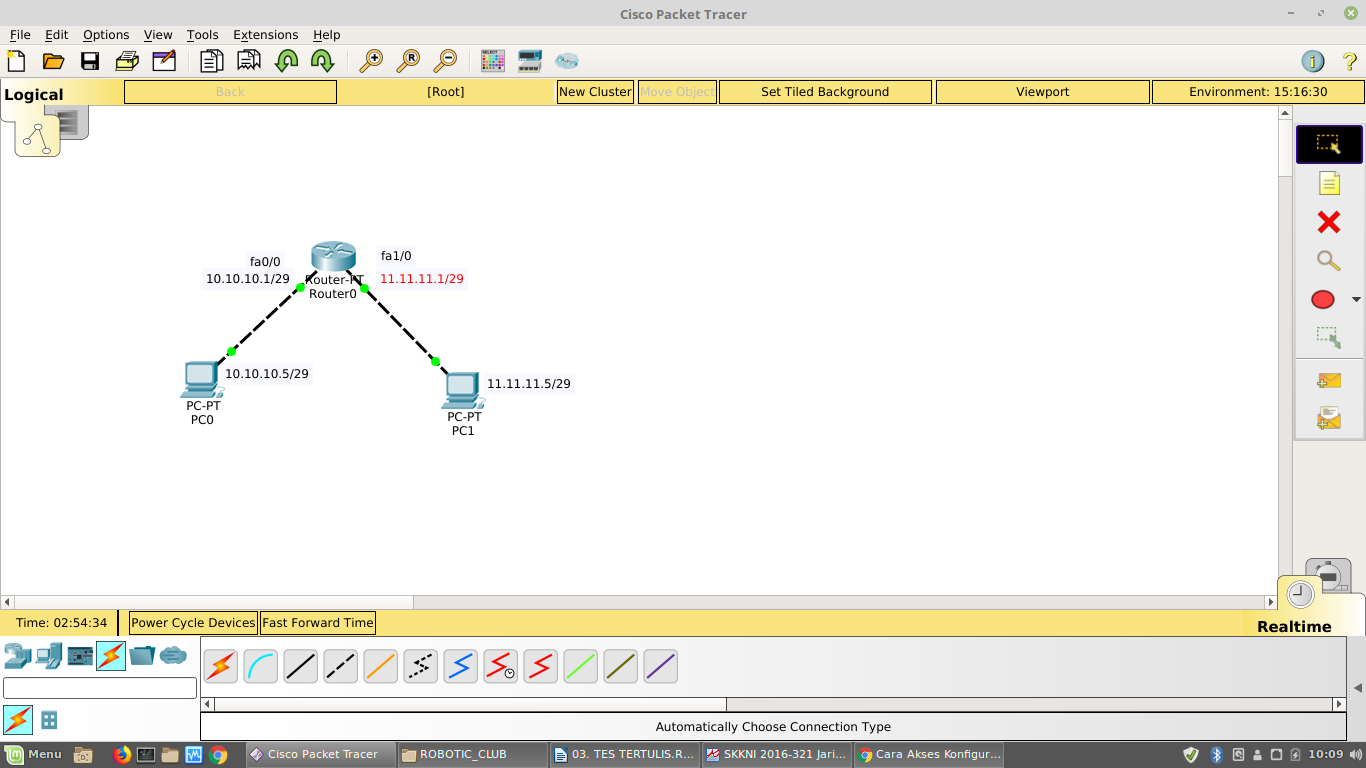 Cisco Packet Tracer
File Edit Options View Tools Extensions Help
Logical Back [Root] New Cluster Move Object Set Tiled Background Viewport Environment: 15:16:30
fa0/0
fa1/0
10.10.10.1/29
11.11.11.1/29
Router-PT
Router0
10.10.10.5/29
PC-PT
PC0
11.11.11.5/29
PC-PT
PC1
Time: 02:54:34 Power Cycle Devices Fast Forward Time Realtime
Automatically Choose Connection Type
Menu Cisco Packet Tracer ROBOTIC_CLUB 03. TES TERTULIS.R... SKKNI 2016-321 Jari... Cara Akses Konfigur... 10:09